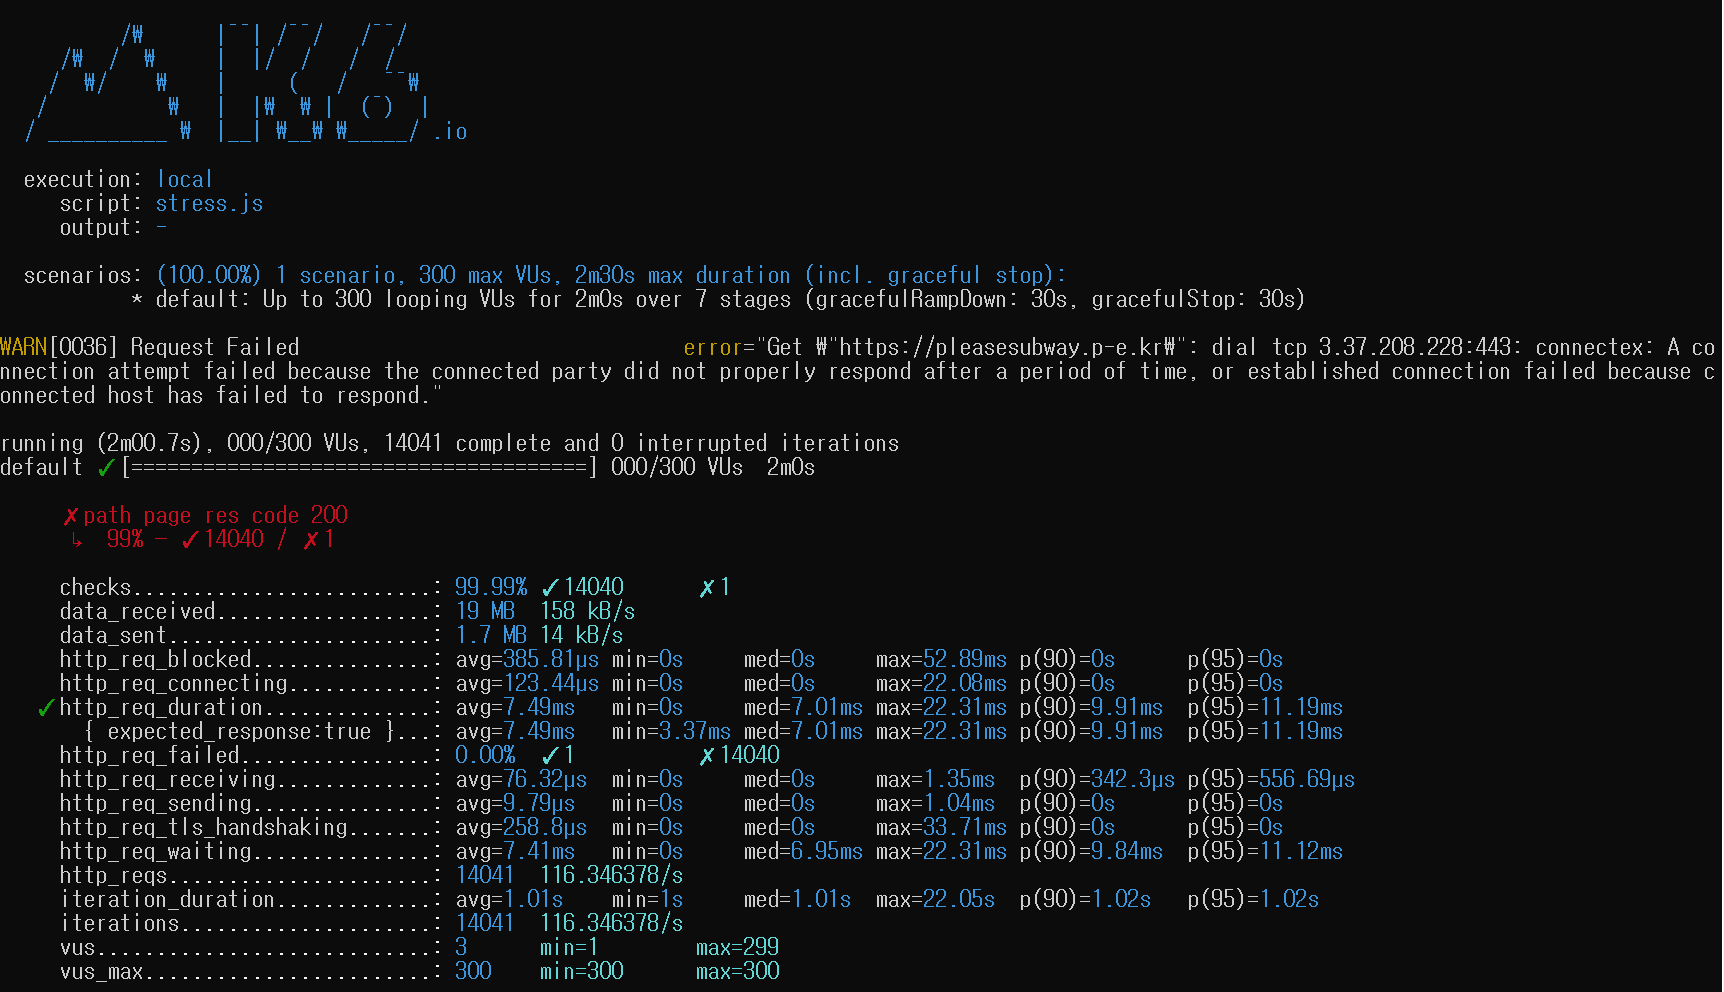 /₩      |‾‾| /‾‾/   /‾‾/
    /₩  /  ₩     |  |/  /   /  /
   /  ₩/    ₩    |     (   /   ‾‾₩
  /          ₩   |  |₩  ₩ |  (‾)  |
 / __________ ₩  |__| ₩__₩ ₩_____/ .io
execution: local
script: stress.js
output: -
scenarios: (100.00%) 1 scenario, 300 max VUs, 2m30s max duration (incl. graceful stop):
* default: Up to 300 looping VUs for 2m0s over 7 stages (gracefulRampDown: 30s, gracefulStop: 30s)
WARN[0036] Request Failed error="Get ₩"https://pleasesubway.p-e.kr₩": dial tcp 3.37.208.228:443: connectex: A co
nnection attempt failed because the connected party did not properly respond after a period of time, or established connection failed because c
onnected host has failed to respond."
running (2m00.7s), 000/300 VUs, 14041 complete and 0 interrupted iterations
default ✓ [======================================] 000/300 VUs  2m0s
✗ path page res code 200
↳  99% — ✓ 14040 / ✗ 1
checks.........................: 99.99% ✓ 14040 ✗ 1
data_received..................: 19 MB 158 kB/s
data_sent......................: 1.7 MB 14 kB/s
http_req_blocked...............: avg=385.81µs min=0s med=0s max=52.89ms p(90)=0s p(95)=0s
http_req_connecting............: avg=123.44µs min=0s med=0s max=22.08ms p(90)=0s p(95)=0s
✓ http_req_duration..............: avg=7.49ms min=0s med=7.01ms max=22.31ms p(90)=9.91ms p(95)=11.19ms
{ expected_response:true }...: avg=7.49ms min=3.37ms med=7.01ms max=22.31ms p(90)=9.91ms p(95)=11.19ms
http_req_failed................: 0.00% ✓ 1 ✗ 14040
http_req_receiving.............: avg=76.32µs min=0s med=0s max=1.35ms p(90)=342.3µs p(95)=556.69µs
http_req_sending...............: avg=9.79µs min=0s med=0s max=1.04ms p(90)=0s p(95)=0s
http_req_tls_handshaking.......: avg=258.8µs min=0s med=0s max=33.71ms p(90)=0s p(95)=0s
http_req_waiting...............: avg=7.41ms min=0s med=6.95ms max=22.31ms p(90)=9.84ms p(95)=11.12ms
http_reqs......................: 14041 116.346378/s
iteration_duration.............: avg=1.01s min=1s med=1.01s max=22.05s p(90)=1.02s p(95)=1.02s
iterations.....................: 14041 116.346378/s
vus............................: 3 min=1 max=299
vus_max........................: 300 min=300 max=300